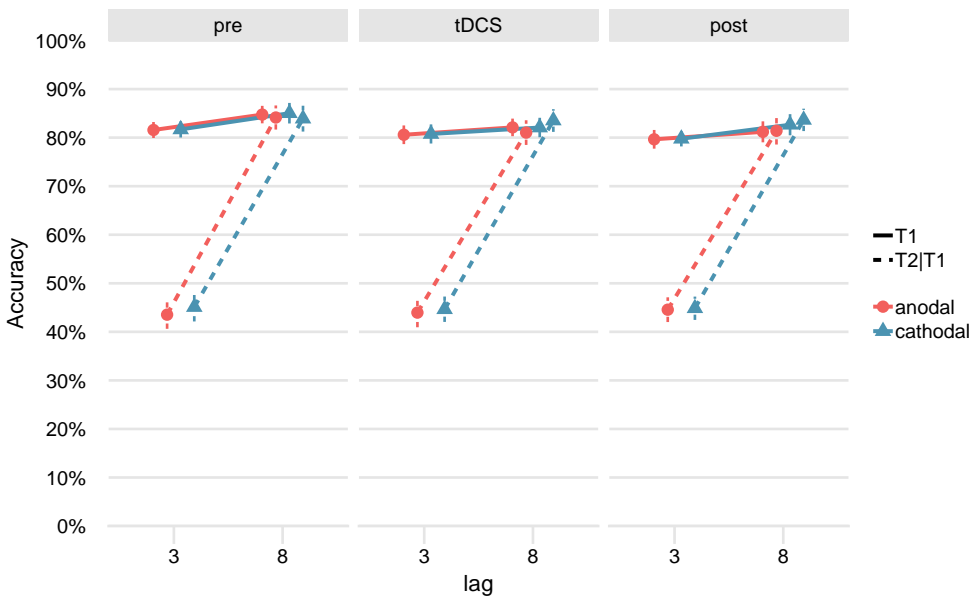 pre
tDCS
post
100%
90%
80%
70%
60%
50%
40%
30%
20%
10%
0%
Accuracy
3
8
3
8
3
8
lag
T1
T2|T1
anodal
cathodal